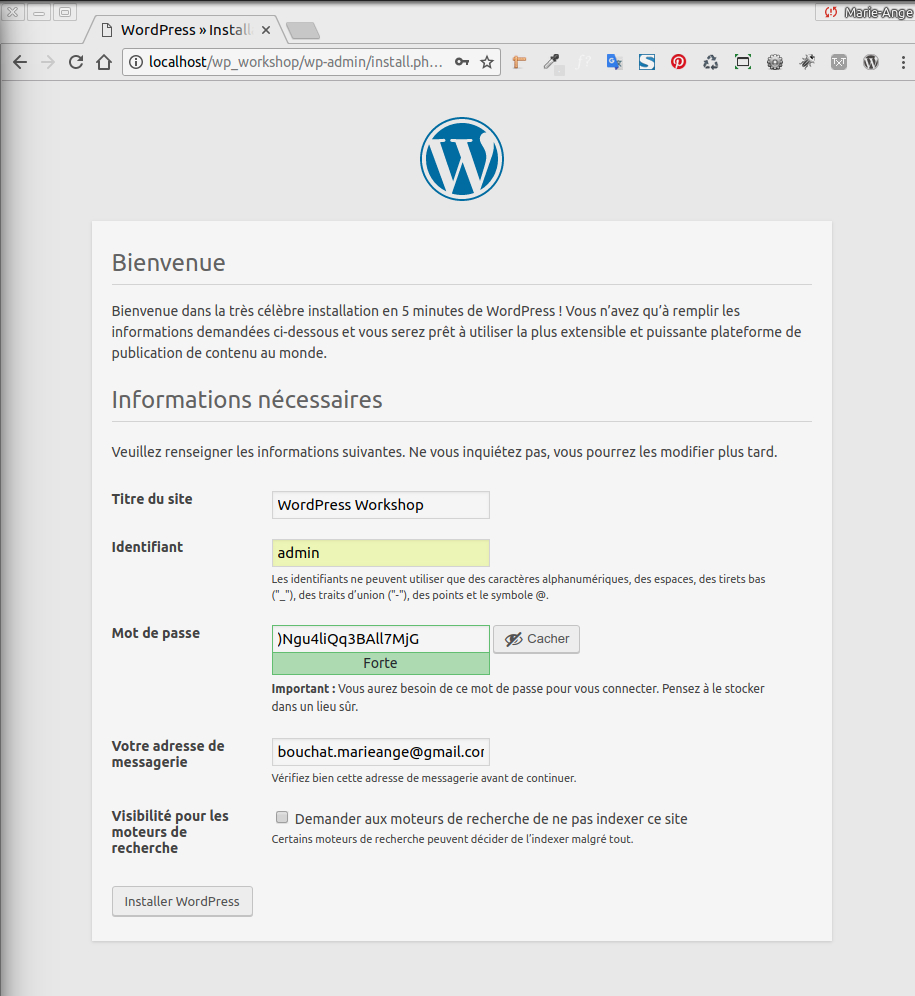 Marie-Ange
WordPress » Instal
localhost/wp_workshop/wp-admin/install.ph...
TXT
Bienvenue
Bienvenue dans la très célèbre installation en 5 minutes de WordPress ! Vous n’avez qu’à remplir les
informations demandées ci-dessous et vous serez prêt à utiliser la plus extensible et puissante plateforme de
publication de contenu au monde.
Informations nécessaires
Veuillez renseigner les informations suivantes. Ne vous inquiétez pas, vous pourrez les modifier plus tard.
Titre du site
WordPress Workshop
Identifiant
admin
Les identifiants ne peuvent utiliser que des caractères alphanumériques, des espaces, des tirets bas
("_"), des traits d’union ("-"), des points et le symbole @.
Mot de passe
)Ngu4liQq3BAll7MjG
Cacher
Forte
Important : Vous aurez besoin de ce mot de passe pour vous connecter. Pensez à le stocker
dans un lieu sûr.
Votre adresse de
messagerie
bouchat.marieange@gmail.cor
Vérifiez bien cette adresse de messagerie avant de continuer.
Visibilité pour les
moteurs de
recherche
Demander aux moteurs de recherche de ne pas indexer ce site
Certains moteurs de recherche peuvent décider de l’indexer malgré tout.
Installer WordPress